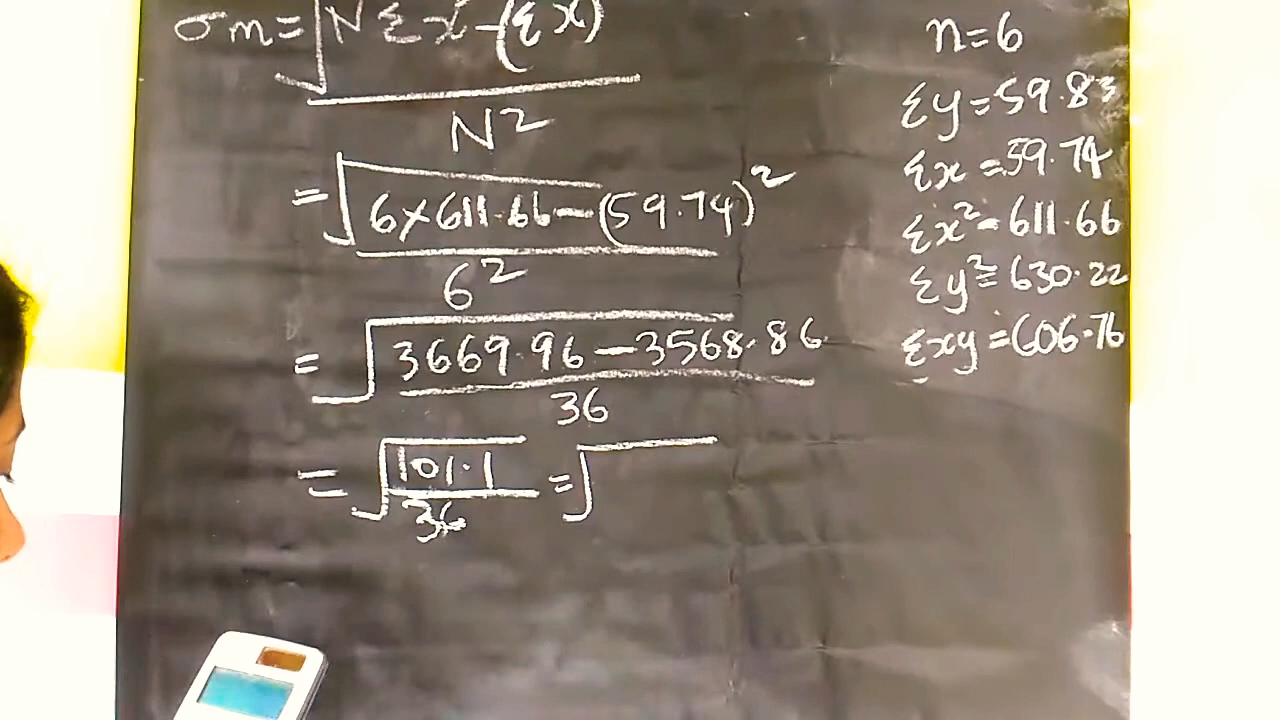 σm = √NΣx² - (Σx)
N²
= √6×611.66 - (59.74)²
6²
= √3669.96 - 3568.86
36
= √101.1 = √
36
n=6
Σy = 59.83
Σx = 59.74
Σx² = 611.66
Σy² = 630.22
Σxy = 606.76